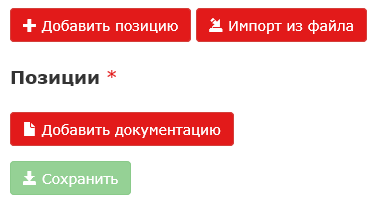 Добавить позицию Импорт из файла
Позиции *
Добавить документацию
Сохранить